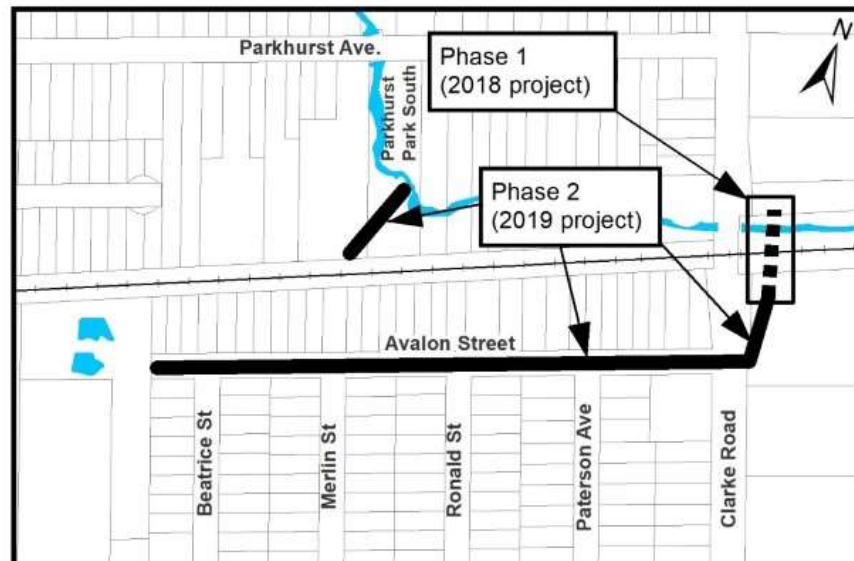 Parkhurst Ave.
Phase 1
(2018 project)
N
Parkhurst
Park South
Phase 2
(2019 project)
Avalon Street
Beatrice St
Merlin St
Ronald St
Paterson Ave
Clarke Road